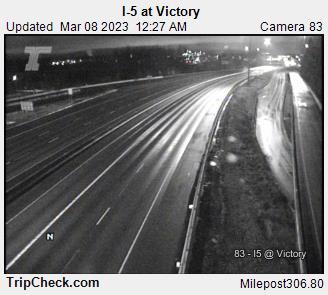 I-5 at Victory
Updated Mar 08 2023 12:27 AM Camera 83
T
N
83 - I5 @ Victory
TripCheck.com Milepost306.80